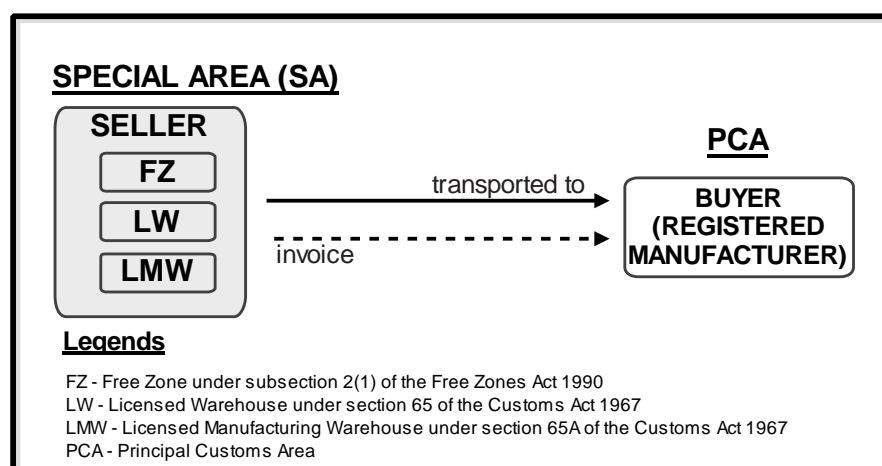 SPECIAL AREA (SA)
SELLER
FZ
LW
LMW
transported to
invoice
PCA
BUYER
(REGISTERED
MANUFACTURER)
Legends
FZ - Free Zone under subsection 2(1) of the Free Zones Act 1990
LW - Licensed Warehouse under section 65 of the Customs Act 1967
LMW - Licensed Manufacturing Warehouse under section 65A of the Customs Act 1967
PCA - Principal Customs Area